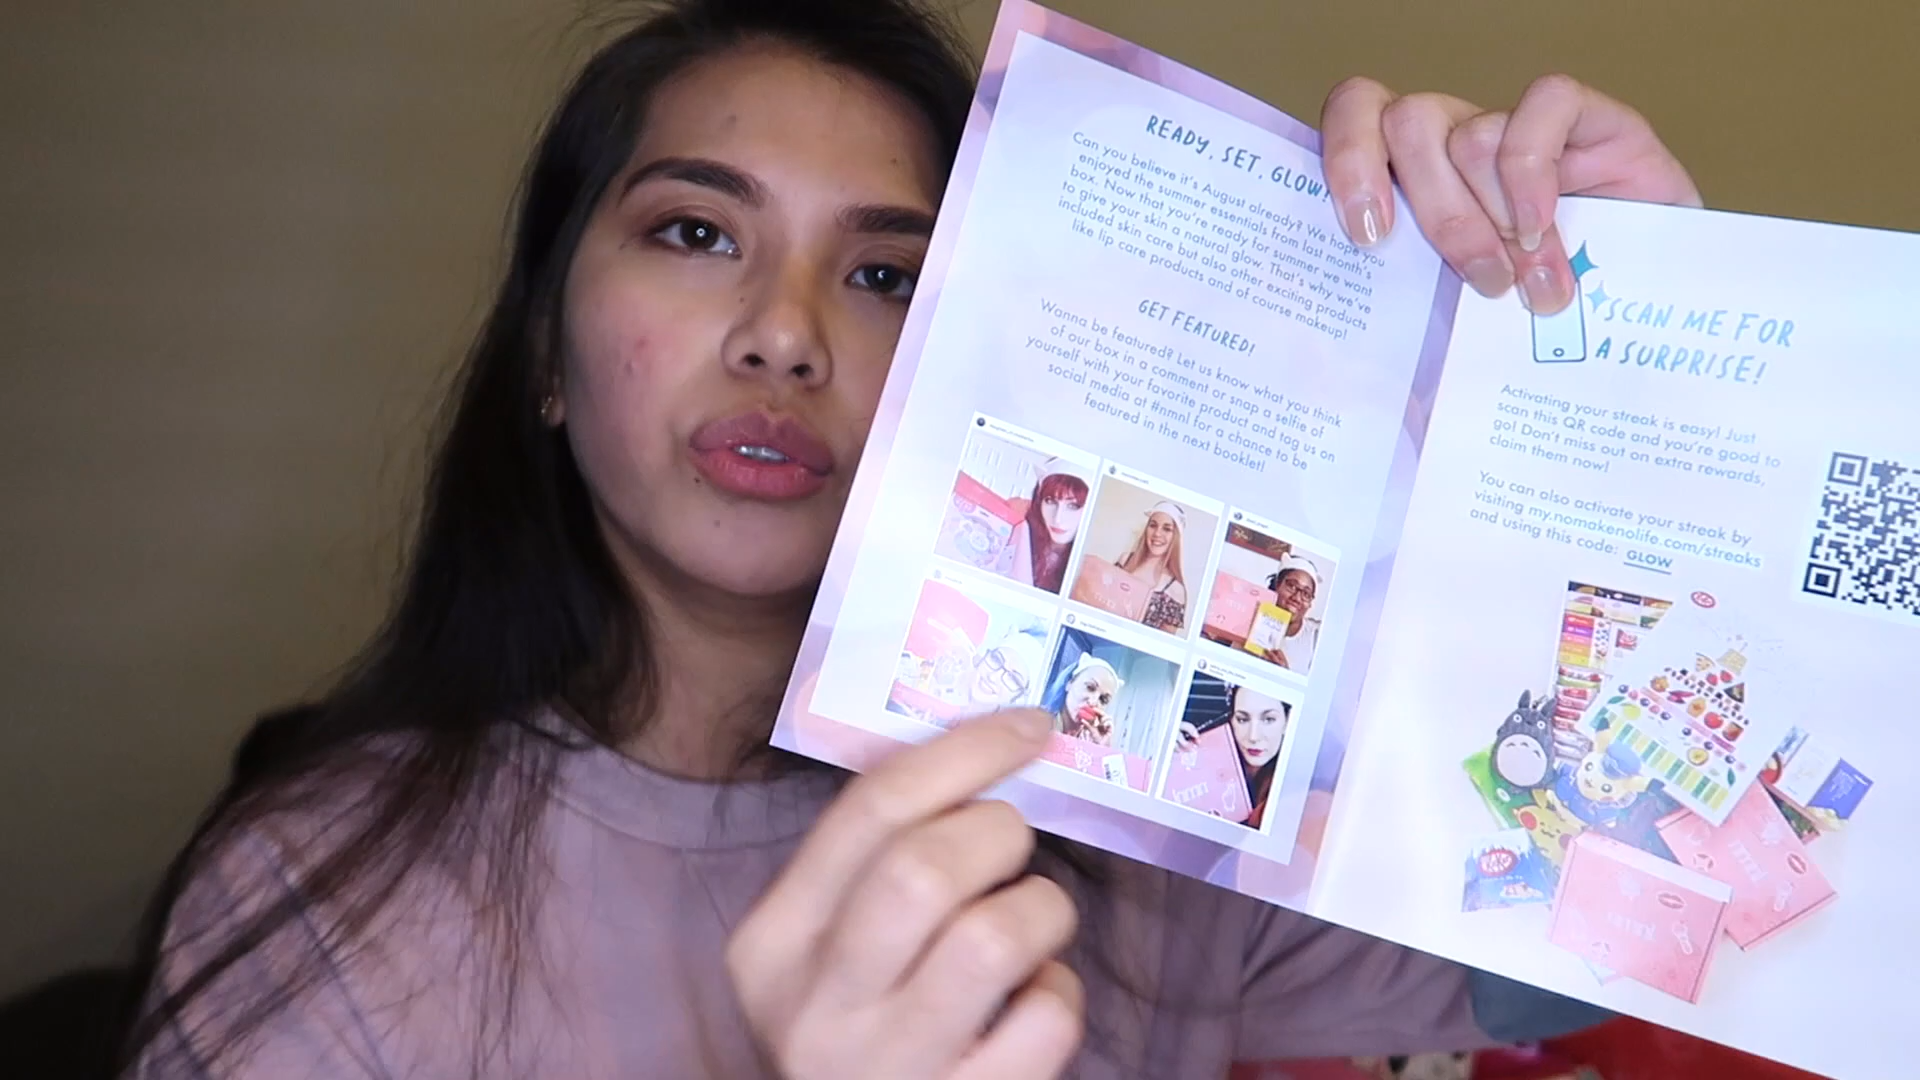 READY, SET, GLOW!
Can you believe it's August already? We hope you
enjoyed the summer essentials from last month's
box. Now that you're ready for summer we want
to give your skin a natural glow. That's why we've
included skin care but also other exciting products
like lip care products and of course makeup!
GET FEATURED!
Wanna be featured? Let us know what you think
of our box in a comment or snap a selfie of
yourself with your favorite product and tag us on
social media at #nmnl for a chance to be
featured in the next booklet!
SCAN ME FOR
A SURPRISE!
Activating your streak is easy! Just
scan this QR code and you're good to
go! Don't miss out on extra rewards,
claim them now!
You can also activate your streak by
visiting my.nomakenolife.com/streaks
and using this code: GLOW